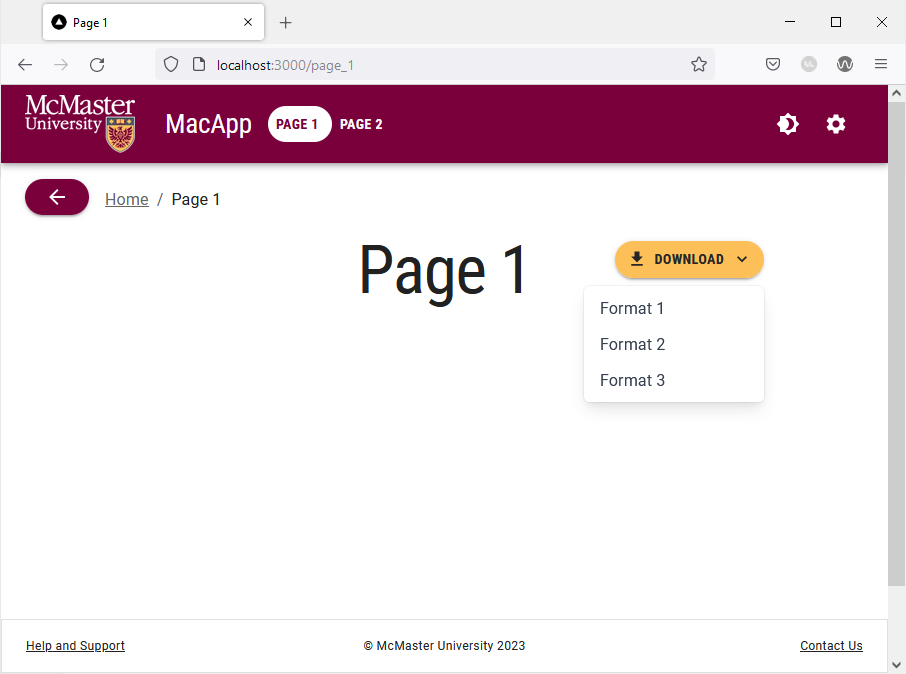 Page 1
localhost:3000/page_1
McMaster
University
MacApp PAGE 1 PAGE 2
Home / Page 1
Page 1
DOWNLOAD
Format 1
Format 2
Format 3
Help and Support © McMaster University 2023 Contact Us